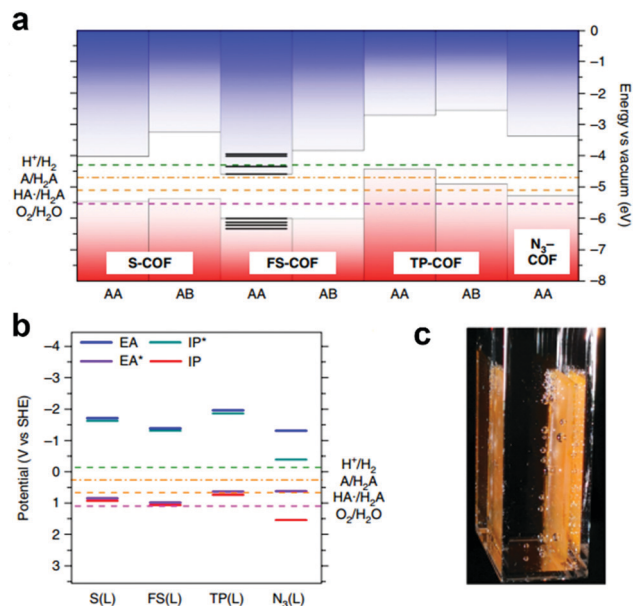 a
0
−1
−2
−3
−4
−5
−6
−7
−8
Energy vs vacuum (eV)
H⁺/H₂
A/H₂A
HA·/H₂A
O₂/H₂O
S-COF
FS-COF
TP-COF
N₃–
COF
AA
AB
AA
AB
AA
AB
AA
b
EA
IP*
EA*
IP
−4
−3
−2
−1
0
1
2
3
Potential (V vs SHE)
H⁺/H₂
A/H₂A
HA·/H₂A
O₂/H₂O
S(L)
FS(L)
TP(L)
N₃(L)
c